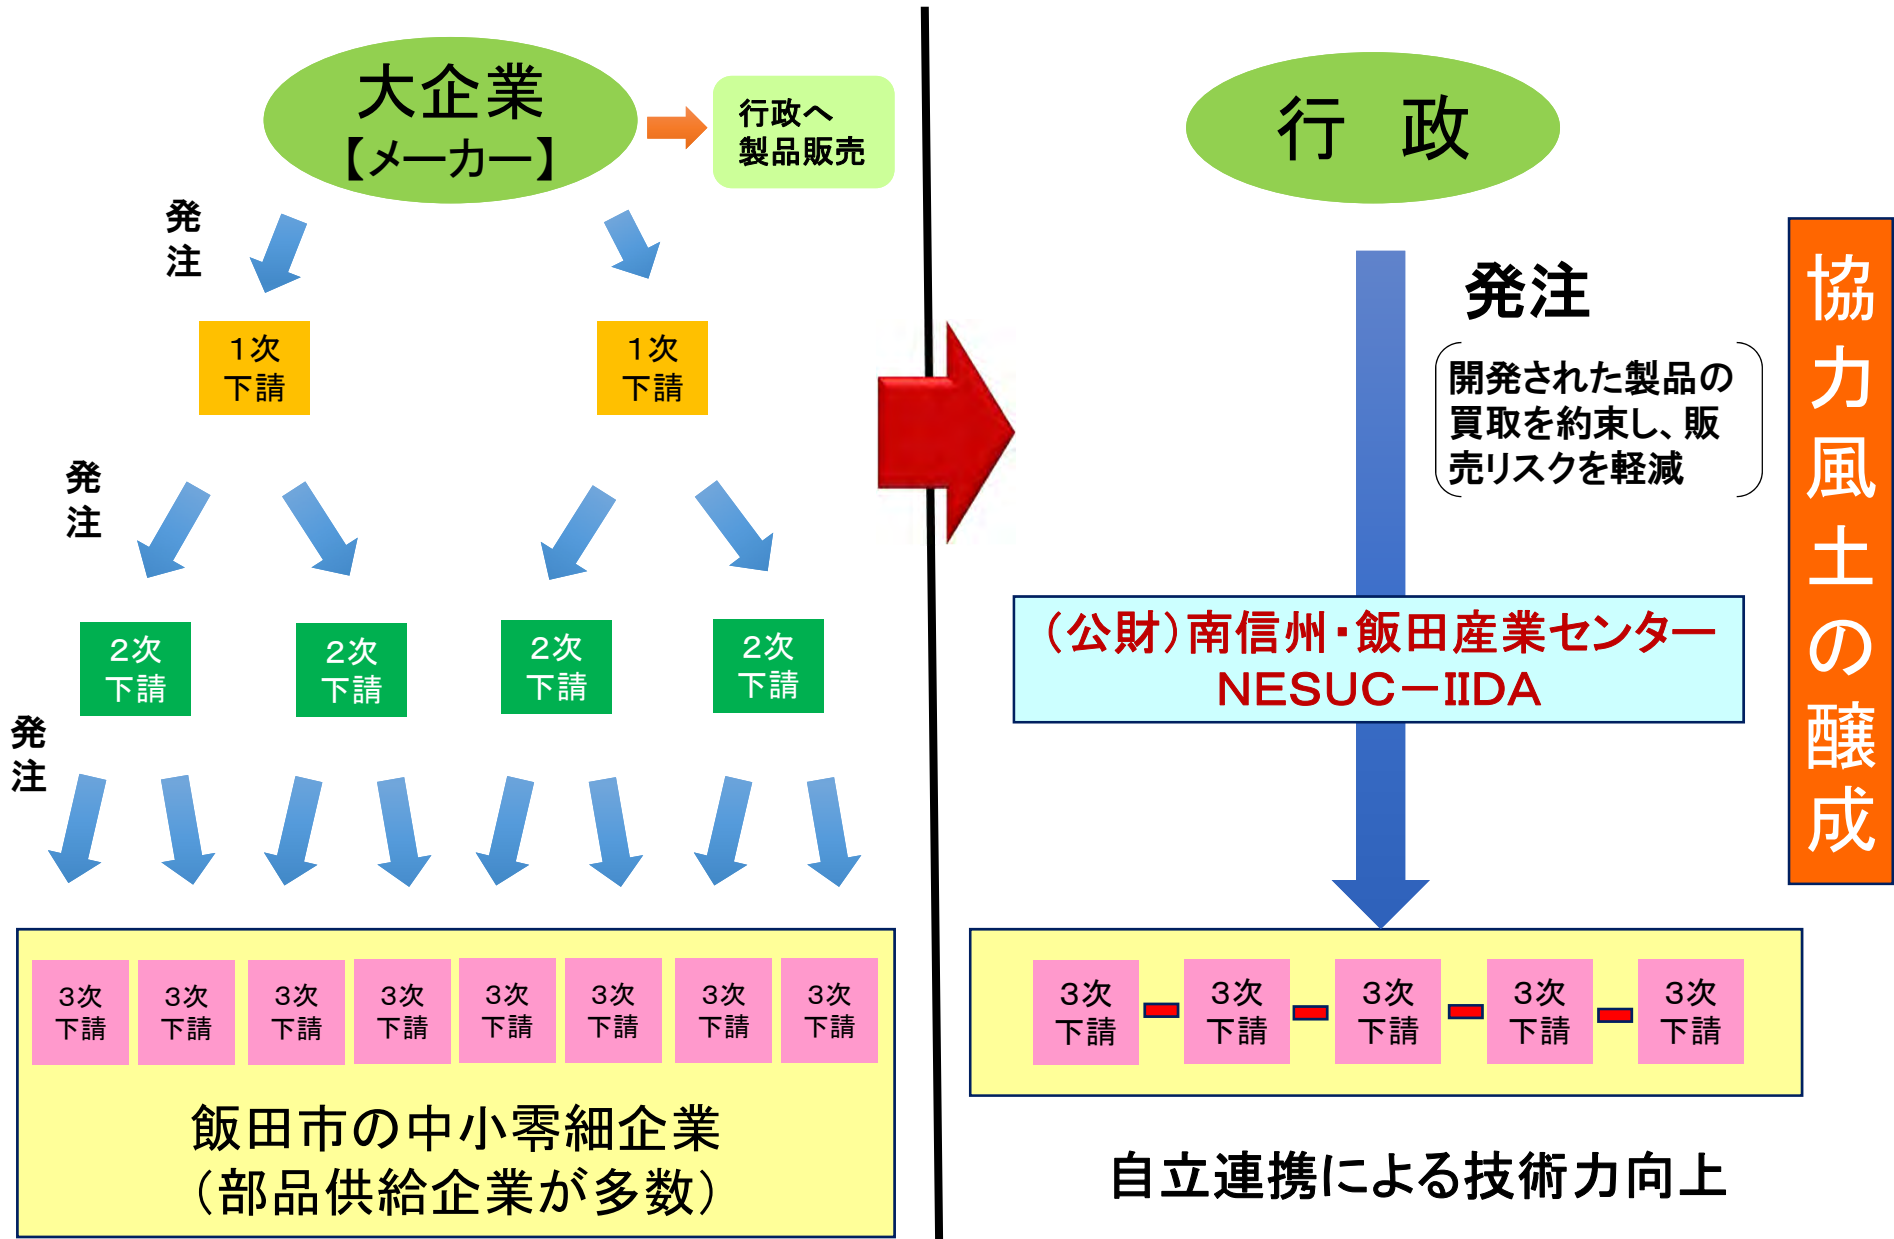 大企業
【メーカー】
行政へ
製品販売
発
注
１次
下請
１次
下請
発
注
２次
下請
２次
下請
２次
下請
２次
下請
発
注
３次
下請
３次
下請
３次
下請
３次
下請
３次
下請
３次
下請
３次
下請
３次
下請
飯田市の中小零細企業
（部品供給企業が多数）
行　政
発注
開発された製品の
買取を約束し、販
売リスクを軽減
（公財）南信州・飯田産業センター
ＮＥＳＵＣ－ⅡＤＡ
３次
下請
３次
下請
３次
下請
３次
下請
３次
下請
自立連携による技術力向上
協力風土の醸成